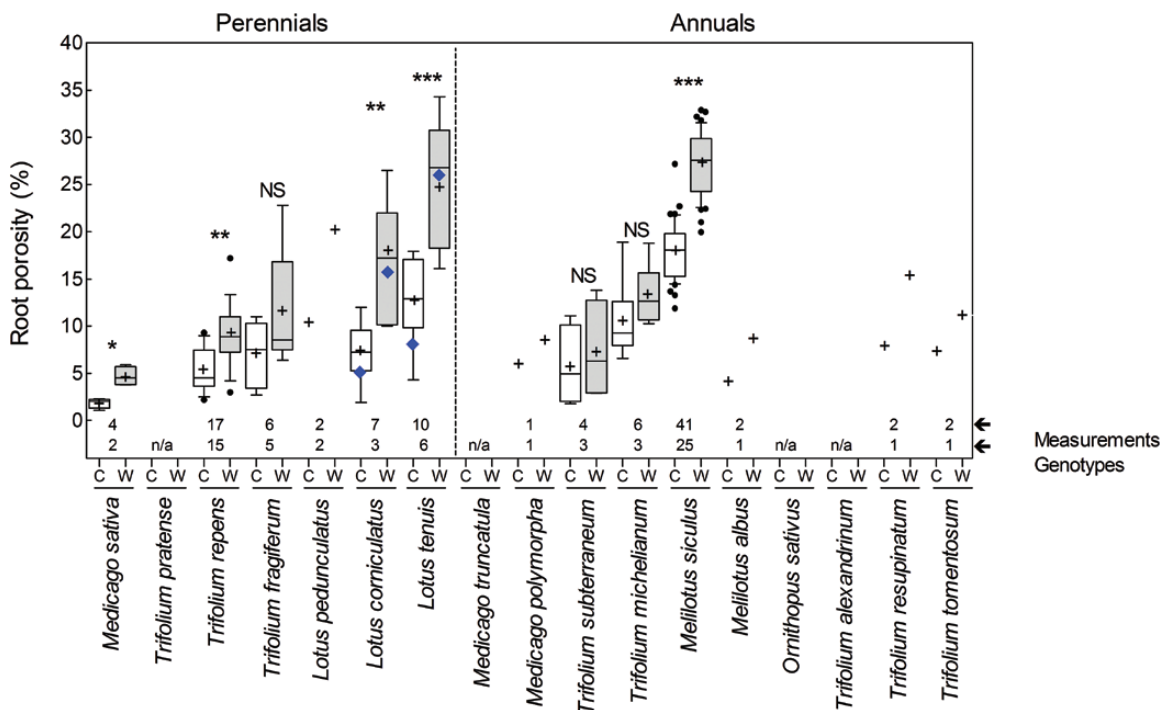 Perennials Annuals
40
35
30
25
20
15
10
5
0
Root porosity (%)
* ** NS ** *** NS NS ***
4 17 6 2 7 10 1 4 6 41 2 2 2
2 n/a 15 5 2 3 6 n/a 1 3 3 25 1 n/a n/a 1 1
Measurements
Genotypes
C W C W C W C W C W C W C W C W C W C W C W C W C W C W C W C W C W
Medicago sativa
Trifolium pratense
Trifolium repens
Trifolium fragiferum
Lotus pedunculatus
Lotus corniculatus
Lotus tenuis
Medicago truncatula
Medicago polymorpha
Trifolium subterraneum
Trifolium michelianum
Melilotus siculus
Melilotus albus
Ornithopus sativus
Trifolium alexandrinum
Trifolium resupinatum
Trifolium tomentosum